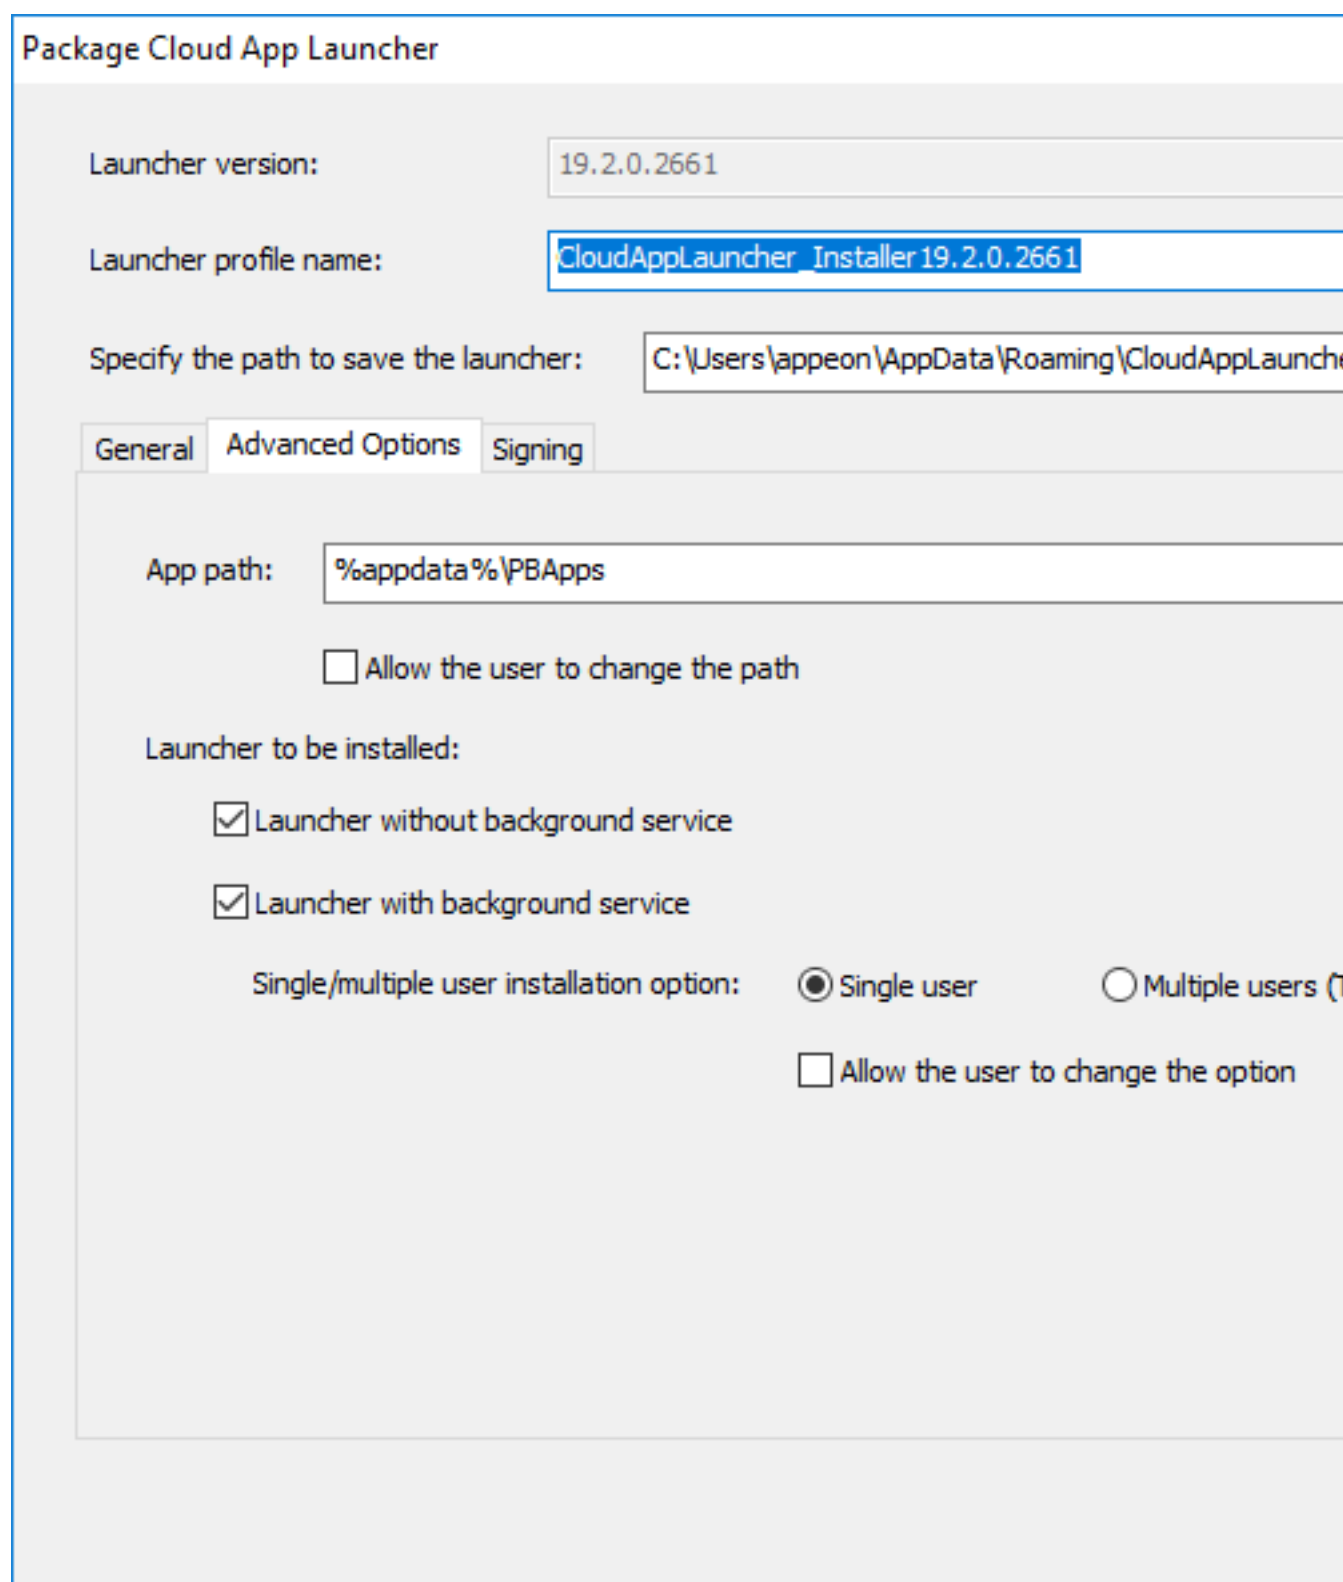 Package Cloud App Launcher
Launcher version: 19.2.0.2661
Launcher profile name: CloudAppLauncher_Installer19.2.0.2661
Specify the path to save the launcher: C:\Users\appeon\AppData\Roaming\CloudAppLaunche
General Advanced Options Signing
App path: %appdata%\PBApps
Allow the user to change the path
Launcher to be installed:
Launcher without background service
Launcher with background service
Single/multiple user installation option: Single user Multiple users (T
Allow the user to change the option